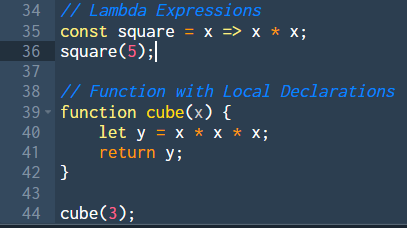 34 // Lambda Expressions
35 const square = x => x * x;
36 square(5);
37
38 // Function with Local Declarations
39 function cube(x) {
40     let y = x * x * x;
41     return y;
42 }
43
44 cube(3);